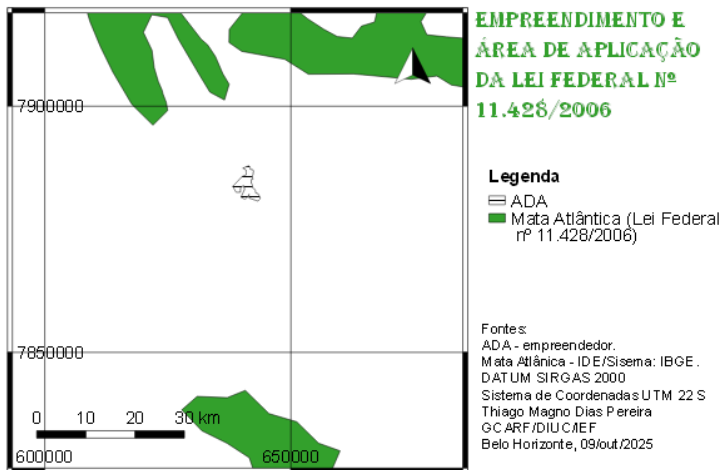 EMPREENDIMENTO E
ÁREA DE APLICAÇÃO
DA LEI FEDERAL Nº
11.428/2006
7900000
Legenda
ADA
Mata Atlântica (Lei Federal
nº 11.428/2006)
7850000
0 10 20 30 km
600000 650000
Fontes:
ADA - empreendedor.
Mata Atlânica - IDE/Sisema: IBGE.
DATUM SIRGAS 2000
Sistema de Coordenadas UTM 22 S
Thiago Magno Dias Pereira
GCARF/DIUC/IEF
Belo Horizonte, 09/out/2025